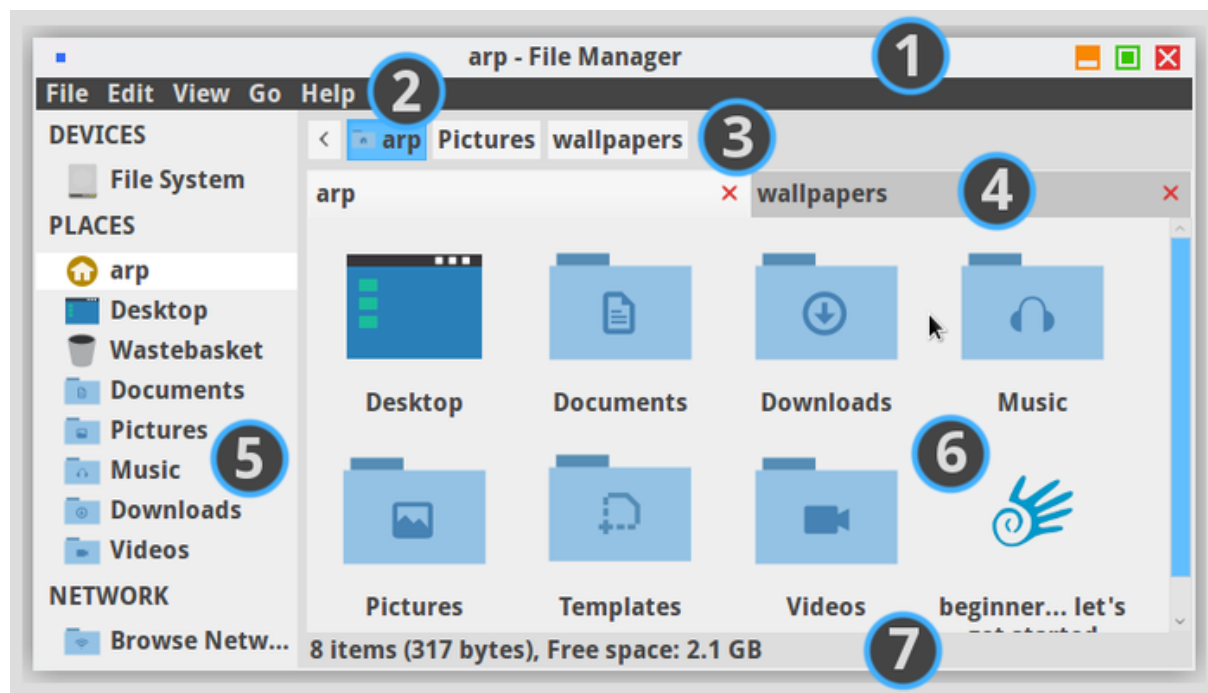 arp - File Manager
1
File Edit View Go Help
2
DEVICES
File System
PLACES
arp
Desktop
Wastebasket
Documents
Pictures
Music
5
Downloads
Videos
NETWORK
Browse Netw...
arp Pictures wallpapers
3
arp
wallpapers
4
Desktop
Documents
Downloads
Music
6
Pictures
Templates
Videos
beginner... let's
8 items (317 bytes), Free space: 2.1 GB
7